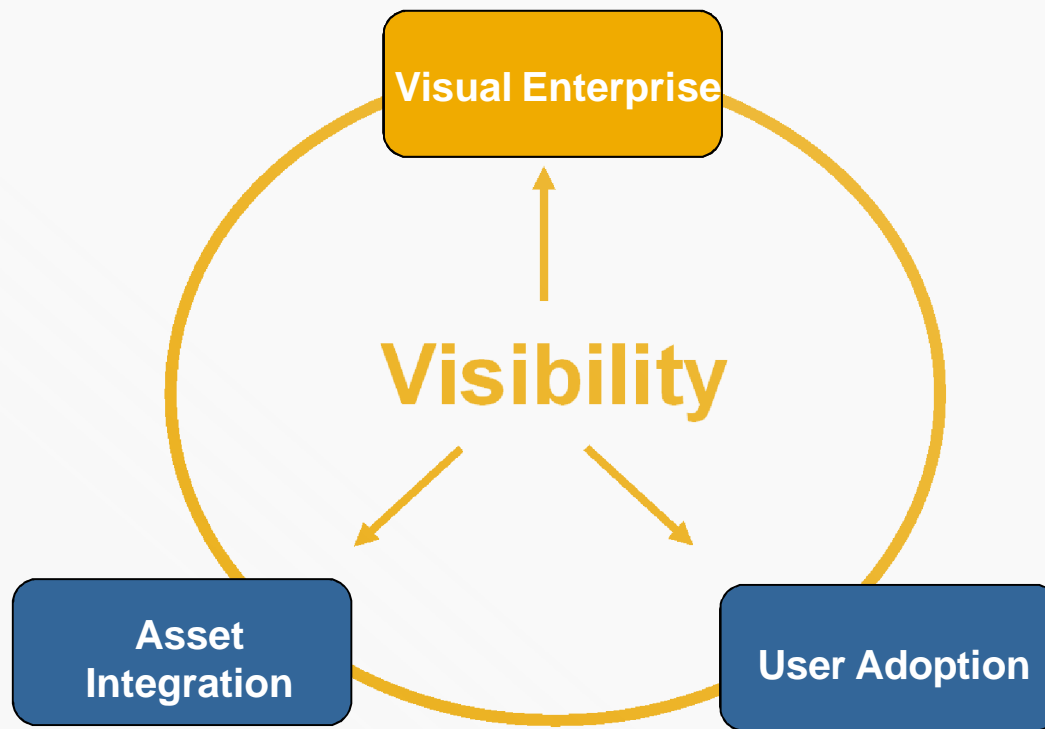 Visual Enterprise
Visibility
Asset
Integration
User Adoption